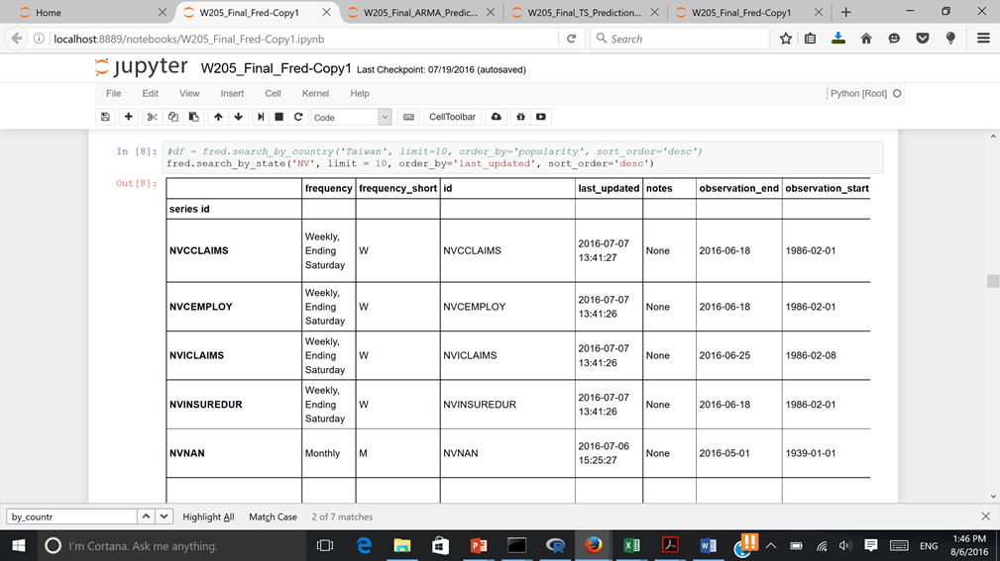 Home
W205_Final_Fred-Copy1
W205_Final_ARMA_Predic...
W205_Final_TS_Prediction...
W205_Final_Fred-Copy1
localhost:8889/notebooks/W205_Final_Fred-Copy1.ipynb
Search
jupyter W205_Final_Fred-Copy1 Last Checkpoint: 07/19/2016 (autosaved)
File Edit View Insert Cell Kernel Help Python [Root]
Code CellToolbar
In [8]: #df = fred.search_by_country('Taiwan', limit=10, order_by='popularity', sort_order='desc')
fred.search_by_state('NV', limit = 10, order_by='last_updated', sort_order='desc')
Out[8]:
frequency frequency_short id last_updated notes observation_end observation_start
series id
NVCCLAIMS Weekly, Ending Saturday W NVCCLAIMS 2016-07-07 13:41:27 None 2016-06-18 1986-02-01
NVCEMPLOY Weekly, Ending Saturday W NVCEMPLOY 2016-07-07 13:41:26 None 2016-06-18 1986-02-01
NVICLAIMS Weekly, Ending Saturday W NVICLAIMS 2016-07-07 13:41:26 None 2016-06-25 1986-02-08
NVINSUREDUR Weekly, Ending Saturday W NVINSUREDUR 2016-07-07 13:41:26 None 2016-06-18 1986-02-01
NVNAN Monthly M NVNAN 2016-07-06 15:25:27 None 2016-05-01 1939-01-01
by_countr Highlight All Match Case 2 of 7 matches
I'm Cortana. Ask me anything.
ENG
1:46 PM
8/6/2016